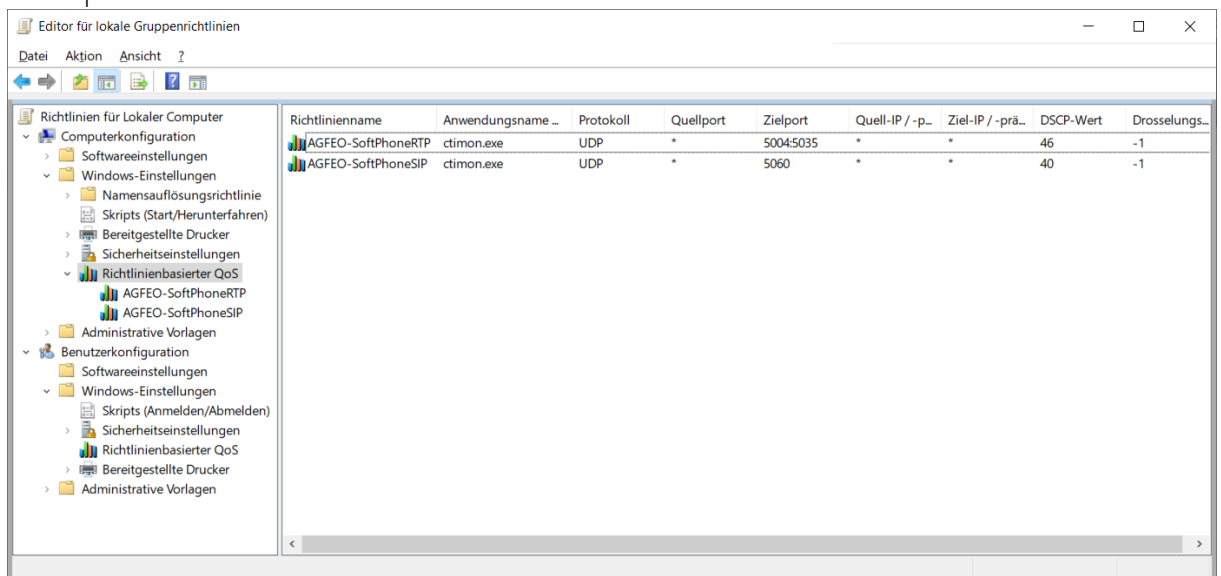 Editor für lokale Gruppenrichtlinien
Datei Aktion Ansicht ?
Richtlinien für Lokaler Computer
Computerkonfiguration
Softwareeinstellungen
Windows-Einstellungen
Namensauflösungsrichtlinie
Skripts (Start/Herunterfahren)
Bereitgestellte Drucker
Sicherheitseinstellungen
Richtlinienbasierter QoS
AGFEO-SoftPhoneRTP
AGFEO-SoftPhoneSIP
Administrative Vorlagen
Benutzerkonfiguration
Softwareeinstellungen
Windows-Einstellungen
Skripts (Anmelden/Abmelden)
Sicherheitseinstellungen
Richtlinienbasierter QoS
Bereitgestellte Drucker
Administrative Vorlagen
Richtlinienname Anwendungsname ... Protokoll Quellport Zielport Quell-IP / -p... Ziel-IP / -prä... DSCP-Wert Drosselungs...
AGFEO-SoftPhoneRTP ctimon.exe UDP * 5004:5035 * * 46 -1
AGFEO-SoftPhoneSIP ctimon.exe UDP * 5060 * * 40 -1